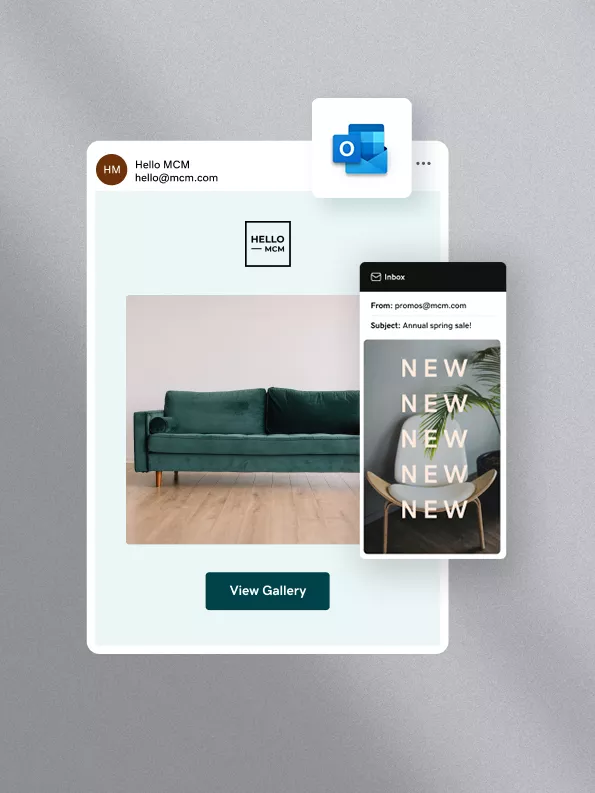 HM
Hello MCM
hello@mcm.com
O
HELLO
— MCM
Inbox
From: promos@mcm.com
Subject: Annual spring sale!
NEW
NEW
NEW
NEW
NEW
View Gallery